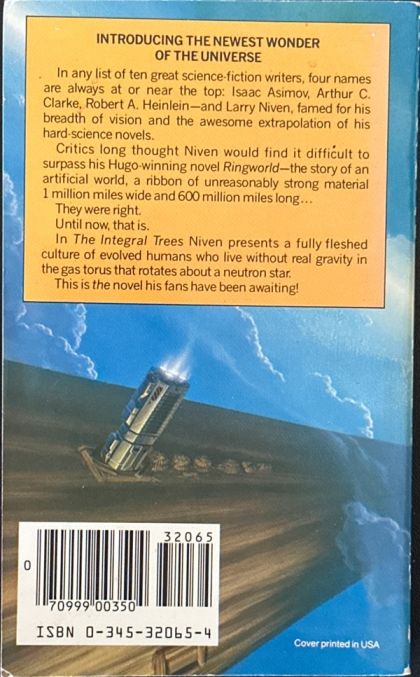 INTRODUCING THE NEWEST WONDER
OF THE UNIVERSE
In any list of ten great science-fiction writers, four names
are always at or near the top: Isaac Asimov, Arthur C.
Clarke, Robert A. Heinlein—and Larry Niven, famed for his
breadth of vision and the awesome extrapolation of his
hard-science novels.
Critics long thought Niven would find it difficult to
surpass his Hugo-winning novel Ringworld—the story of an
artificial world, a ribbon of unreasonably strong material
1 million miles wide and 600 million miles long...
They were right.
Until now, that is.
In The Integral Trees Niven presents a fully fleshed
culture of evolved humans who live without real gravity in
the gas torus that rotates about a neutron star.
This is the novel his fans have been awaiting!
32065
0
70999 00350
ISBN 0-345-32065-4
Cover printed in USA